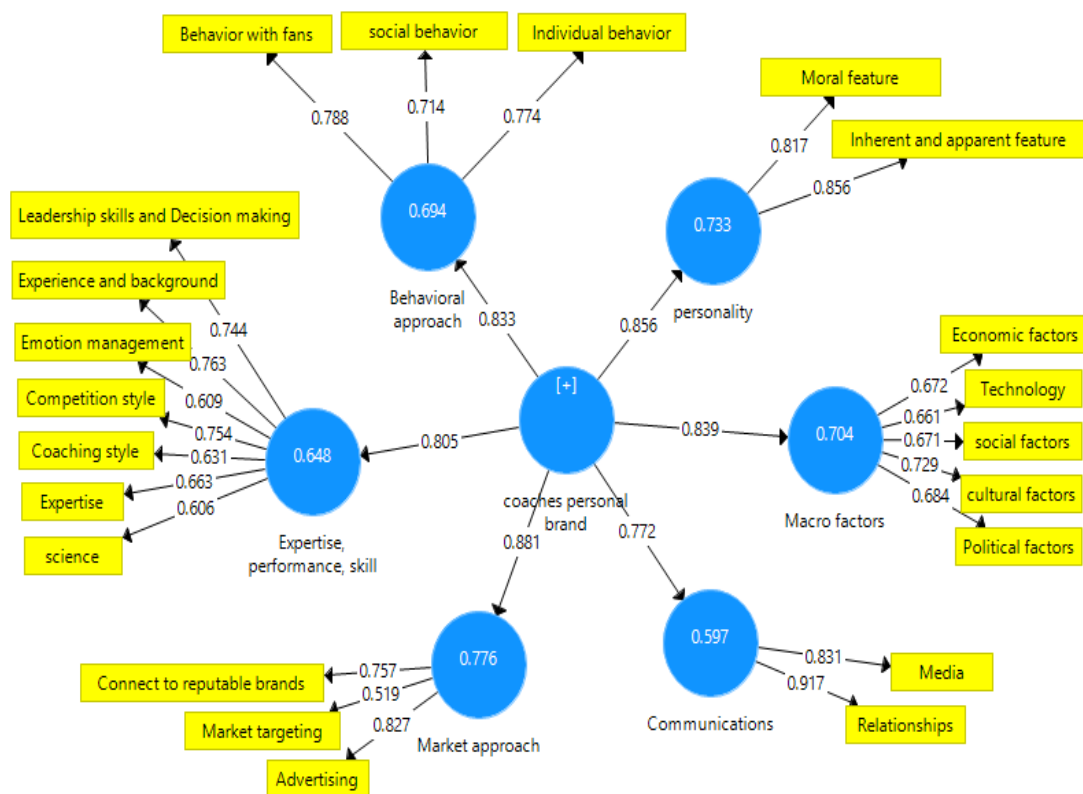 Behavior with fans
social behavior
Individual behavior
Moral feature
Inherent and apparent feature
0.788
0.714
0.774
0.817
0.856
0.694
Behavioral
approach
0.733
personality
Leadership skills and Decision making
Experience and background
Emotion management
Competition style
Coaching style
Expertise
science
0.744
0.763
0.609
0.754
0.631
0.663
0.606
0.648
Expertise,
performance, skill
0.833
0.856
0.805
0.839
0.881
0.772
[+]
coaches personal
brand
Economic factors
Technology
social factors
cultural factors
Political factors
0.672
0.661
0.671
0.729
0.684
0.704
Macro factors
0.776
Market approach
0.757
0.519
0.827
Connect to reputable brands
Market targeting
Advertising
0.597
Communications
0.831
0.917
Media
Relationships